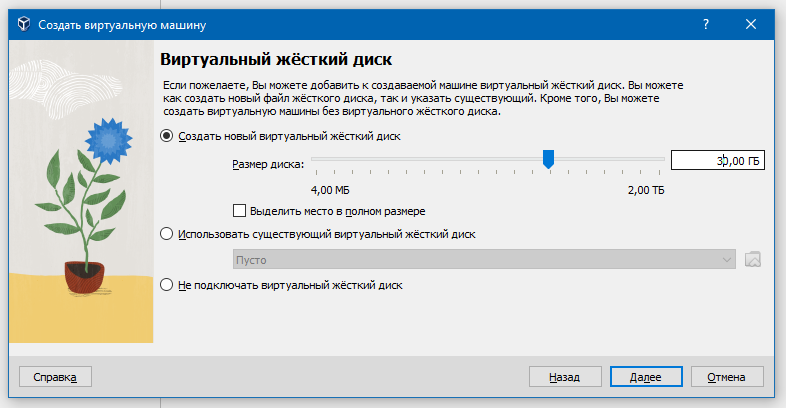 Создать виртуальную машину
Виртуальный жёсткий диск
Если пожелаете, Вы можете добавить к создаваемой машине виртуальный жёсткий диск. Вы можете
как создать новый файл жёсткого диска, так и указать существующий. Кроме того, Вы можете
создать виртуальную машины без виртуального жёсткого диска.
Создать новый виртуальный жёсткий диск
Размер диска: 30,00 ГБ
4,00 МБ 2,00 ТБ
Выделить место в полном размере
Использовать существующий виртуальный жёсткий диск
Пусто
Не подключать виртуальный жёсткий диск
Справка Назад Далее Отмена